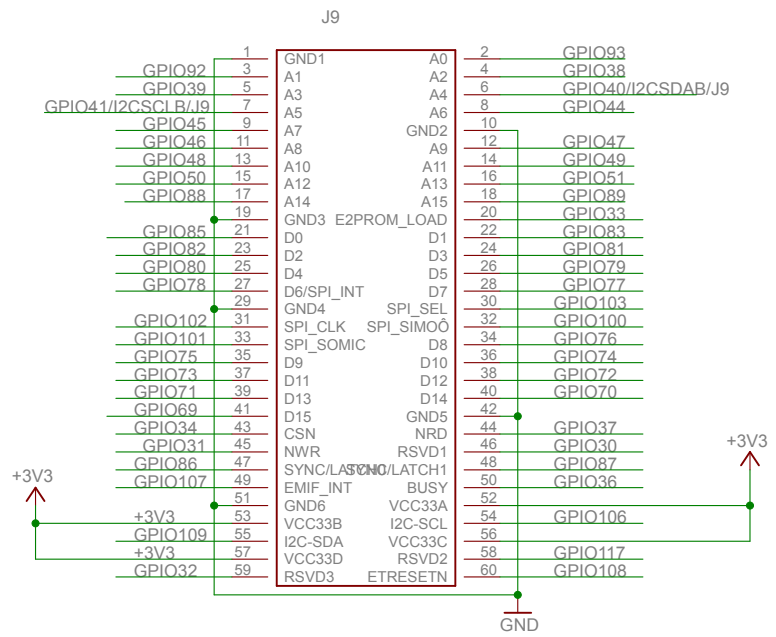 J9
1 GND1 A0 2 GPIO93
GPIO92 3 A1 A2 4 GPIO38
GPIO39 5 A3 A4 6 GPIO40/I2CSDAB/J9
GPIO41/I2CSCLB/J9 7 A5 A6 8 GPIO44
GPIO45 9 A7 GND2 10
GPIO46 11 A8 A9 12 GPIO47
GPIO48 13 A10 A11 14 GPIO49
GPIO50 15 A12 A13 16 GPIO51
GPIO88 17 A14 A15 18 GPIO89
19 GND3 E2PROM_LOAD 20 GPIO33
GPIO85 21 D0 D1 22 GPIO83
GPIO82 23 D2 D3 24 GPIO81
GPIO80 25 D4 D5 26 GPIO79
GPIO78 27 D6/SPI_INT D7 28 GPIO77
29 GND4 SPI_SEL 30 GPIO103
GPIO102 31 SPI_CLK SPI_SIMOÔ 32 GPIO100
GPIO101 33 SPI_SOMIC D8 34 GPIO76
GPIO75 35 D9 D10 36 GPIO74
GPIO73 37 D11 D12 38 GPIO72
GPIO71 39 D13 D14 40 GPIO70
GPIO69 41 D15 GND5 42
GPIO34 43 CSN NRD 44 GPIO37
GPIO31 45 NWR RSVD1 46 GPIO30
GPIO86 47 SYNC/LATCH0 SYNC/LATCH1 48 GPIO87
GPIO107 49 EMIF_INT BUSY 50 GPIO36
+3V3
+3V3
51 GND6 VCC33A 52
+3V3 53 VCC33B I2C-SCL 54 GPIO106
GPIO109 55 I2C-SDA VCC33C 56
+3V3 57 VCC33D RSVD2 58 GPIO117
GPIO32 59 RSVD3 ETRESETN 60 GPIO108
GND